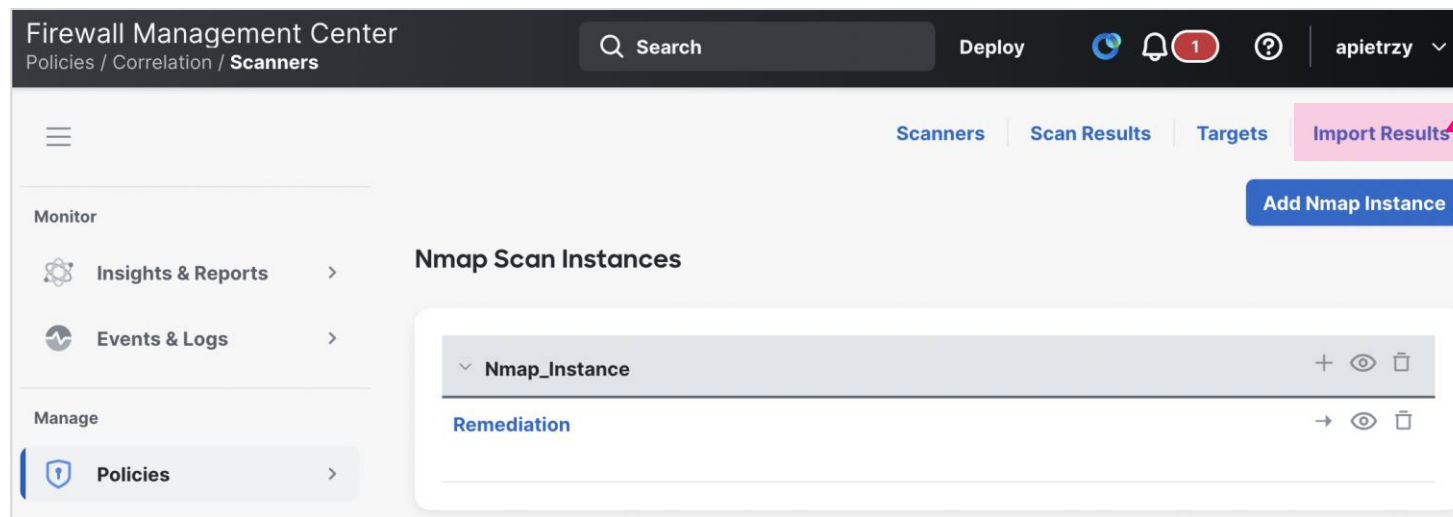 Firewall Management Center
Policies / Correlation / Scanners
Search
Deploy
1
apietrzy
Scanners
Scan Results
Targets
Import Results
Add Nmap Instance
Monitor
Insights & Reports
Events & Logs
Manage
Policies
Nmap Scan Instances
Nmap_Instance
Remediation